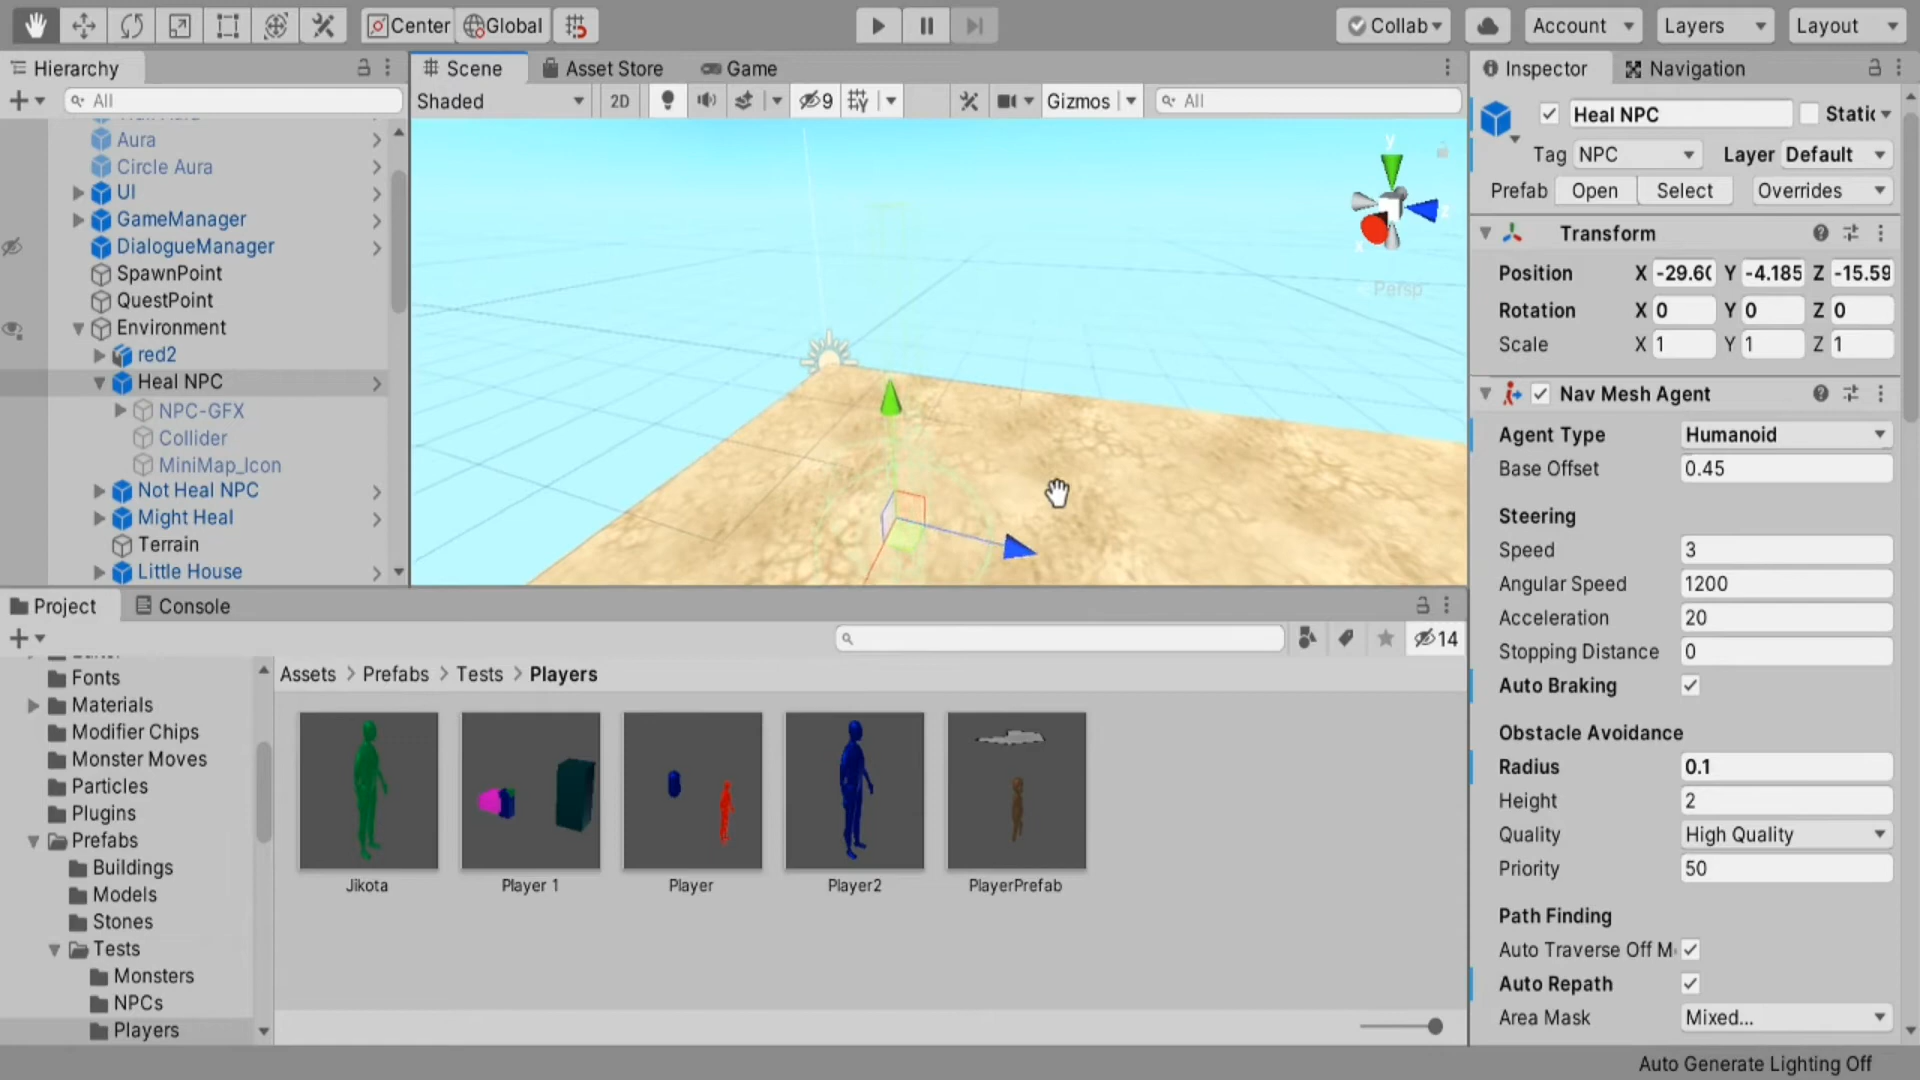 Center Global Collab Account Layers Layout
Hierarchy
All
Aura
Circle Aura
UI
GameManager
DialogueManager
SpawnPoint
QuestPoint
Environment
red2
Heal NPC
NPC-GFX
Collider
MiniMap_Icon
Not Heal NPC
Might Heal
Terrain
Little House
Scene Asset Store Game
Shaded 2D 9 Gizmos All
y
x
Persp
Project Console
14
Fonts
Materials
Modifier Chips
Monster Moves
Particles
Plugins
Prefabs
Buildings
Models
Stones
Tests
Monsters
NPCs
Players
Assets > Prefabs > Tests > Players
Jikota Player 1 Player Player2 PlayerPrefab
Inspector Navigation
Heal NPC Static
Tag NPC Layer Default
Prefab Open Select Overrides
Transform
Position X -29.60 Y -4.185 Z -15.59
Rotation X 0 Y 0 Z 0
Scale X 1 Y 1 Z 1
Nav Mesh Agent
Agent Type Humanoid
Base Offset 0.45
Steering
Speed 3
Angular Speed 1200
Acceleration 20
Stopping Distance 0
Auto Braking
Obstacle Avoidance
Radius 0.1
Height 2
Quality High Quality
Priority 50
Path Finding
Auto Traverse Off M
Auto Repath
Area Mask Mixed...
Auto Generate Lighting Off